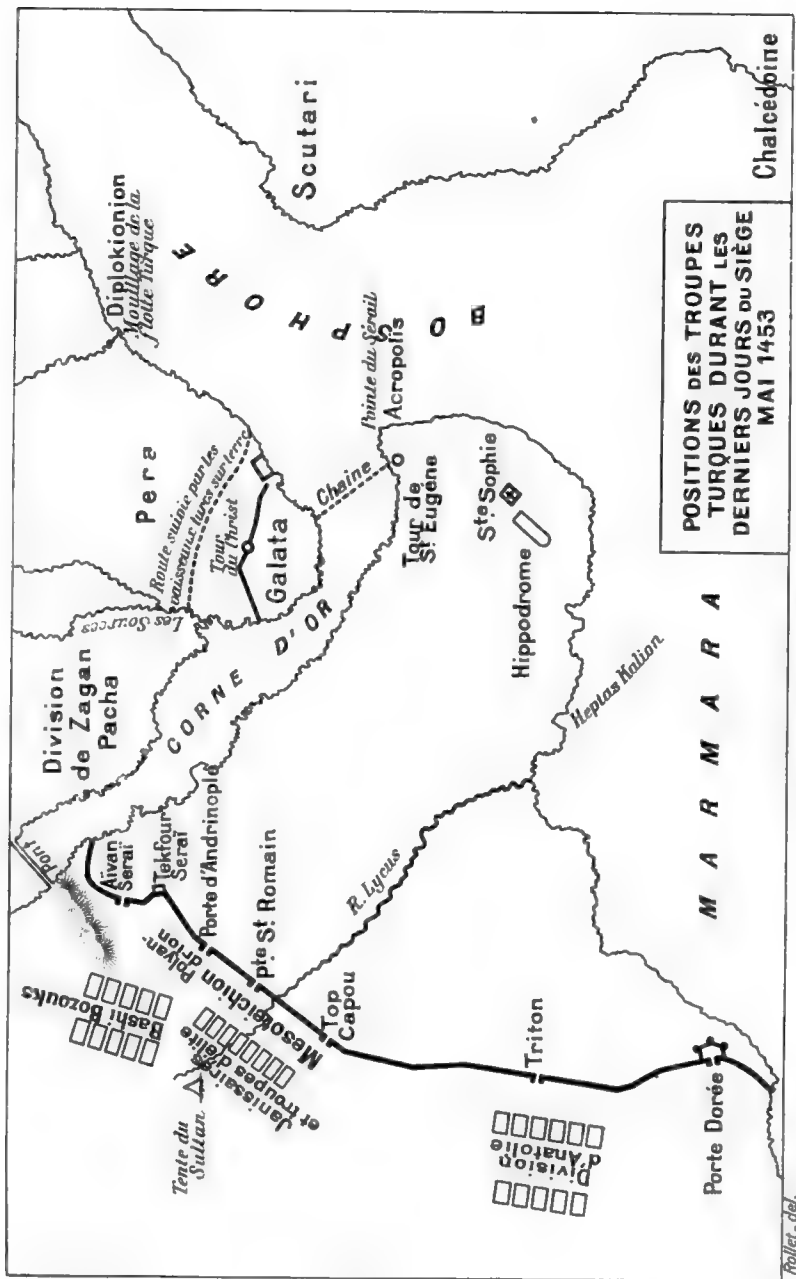 POSITIONS DES TROUPES
TURQUES DURANT LES
DERNIERS JOURS DU SIÈGE
MAI 1453
Scutari
Chalcédoine
Diplokionion
Mouillage de la
flotte Turque
BOSPHORE
Pera
Route suivie par les
vaisseaux turcs sur terre
Les Sources
Tour
du Christ
Galata
Chaîne
Pointe du Sérail
Acropolis
Tour de
St Eugène
Ste Sophie
Hippodrome
CORNE D'OR
Division
de Zagan
Pacha
Pont
Aïvan
Seraï
Tekfour
Seraï
Porte d'Andrinople
Polyan-
drion
Pte St Romain
Mesoteichion
Top
Capou
R. Lycus
Heptas Kalion
MARMARA
Bashi Bozouks
Tente du
Sultan
Janissaires
et troupes d'élite
Triton
Division
d'Anatolie
Porte Dorée
Rollet. del.